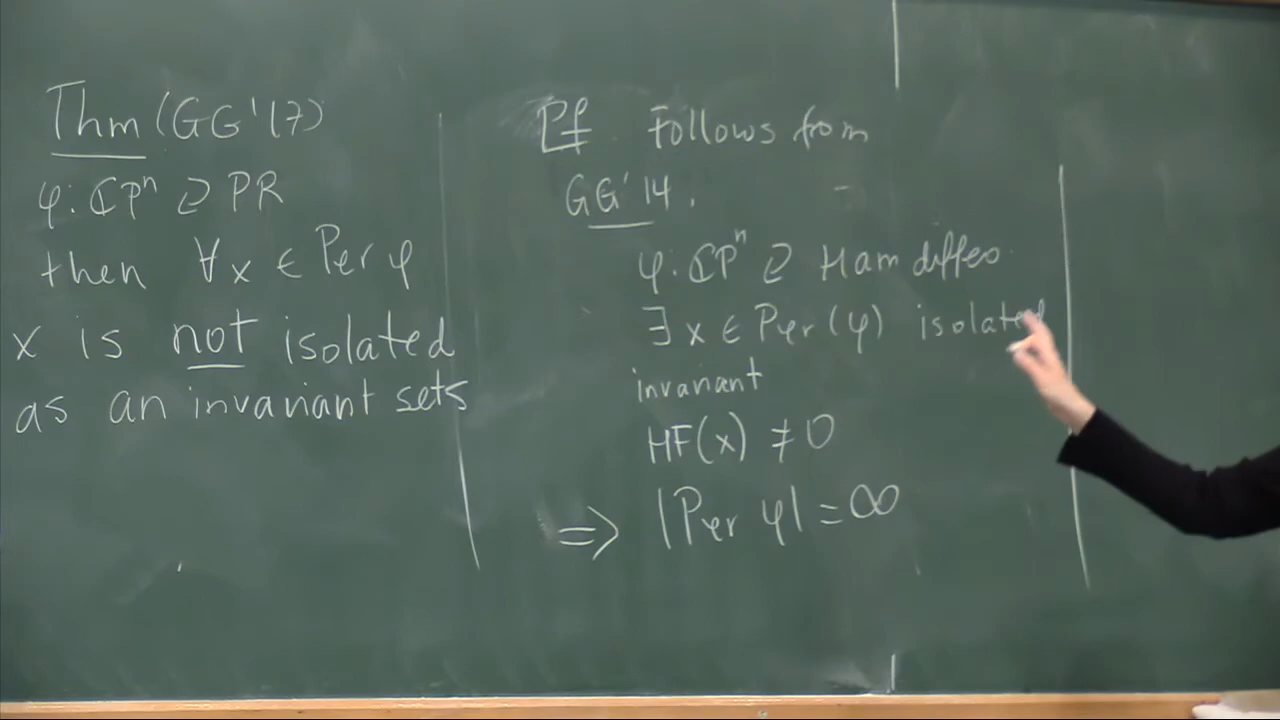 Thm (GG'17)
φ: ℂPⁿ ⊋ PR
then ∀x ∈ Per φ
x is not isolated
as an invariant sets
Pf. Follows from
GG'14.
φ: ℂPⁿ ⊋ Ham diffeo.
∃ x ∈ Per(φ) isolated
invariant
HF(x) ≠ 0
⇒ |Per φ| = ∞